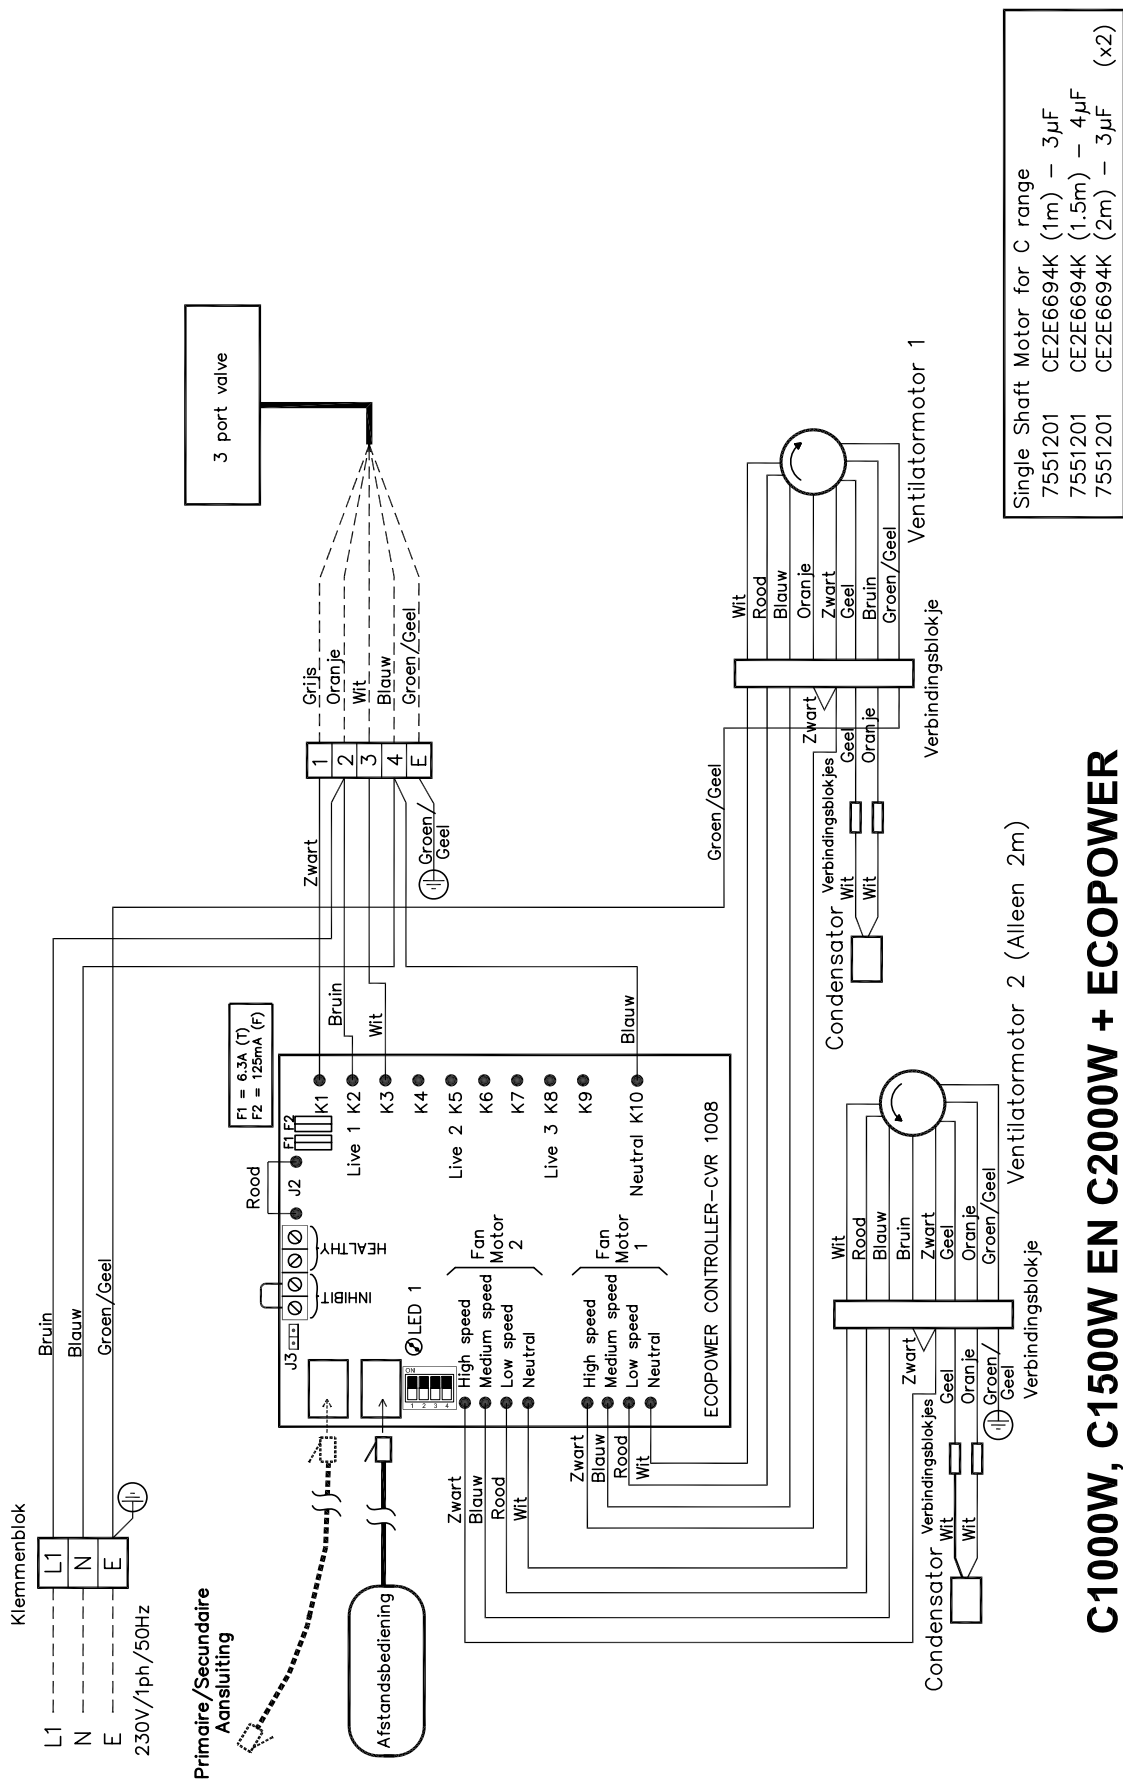 Klemmenblok
L1
N
E
230V/1ph/50Hz
L1
N
E
Bruin
Blauw
Groen/Geel
Primaire/Secundaire
Aansluiting
Afstandsbediening
F1 = 6.3A (T)
F2 = 125mA (F)
Rood
J2
F1 F2
J3
INHIBIT
HEALTHY
LED 1
ON
1 2 3 4
K1
Live 1 K2
K3
K4
Live 2 K5
K6
K7
Live 3 K8
K9
Neutral K10
High speed
Medium speed
Low speed
Neutral
Fan
Motor
2
High speed
Medium speed
Low speed
Neutral
Fan
Motor
1
ECOPOWER CONTROLLER-CVR 1008
Zwart
Bruin
Wit
Blauw
1
2
3
4
E
Groen/
Geel
Grijs
Oranje
Wit
Blauw
Groen/Geel
3 port valve
Zwart
Blauw
Rood
Wit
Zwart
Blauw
Rood
Wit
Groen/Geel
Zwart
Geel
Oranje
Verbindingsblokjes
Wit
Wit
Condensator
Verbindingsblokje
Wit
Rood
Blauw
Oranje
Zwart
Geel
Bruin
Groen/Geel
Ventilatormotor 1
Zwart
Geel
Oranje
Groen/
Geel
Verbindingsblokjes
Wit
Wit
Condensator
Verbindingsblokje
Wit
Rood
Blauw
Bruin
Zwart
Geel
Oranje
Groen/Geel
Ventilatormotor 2 (Alleen 2m)
Single Shaft Motor for C range
7551201 CE2E6694K (1m) – 3µF
7551201 CE2E6694K (1.5m) – 4µF
7551201 CE2E6694K (2m) – 3µF (x2)
C1000W, C1500W EN C2000W + ECOPOWER